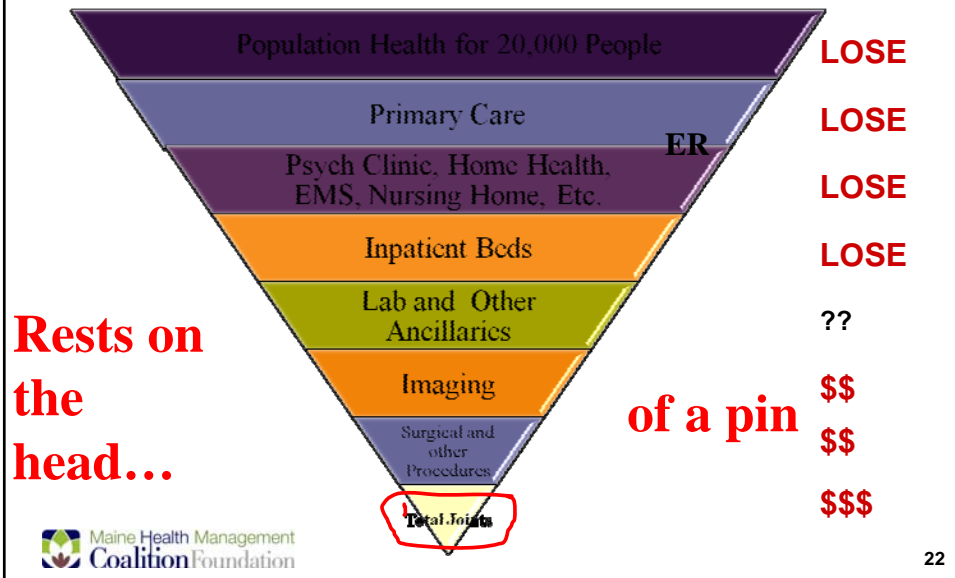 Population Health for 20,000 People
LOSE
Primary Care
LOSE
ER
Psych Clinic, Home Health,
EMS, Nursing Home, Etc.
LOSE
Inpatient Beds
LOSE
Lab and Other
Ancillaries
??
Rests on
the
head…
Imaging
$$
of a pin
Surgical and
other
Procedures
$$
Total Joints
$$$
Maine Health Management
Coalition Foundation
22